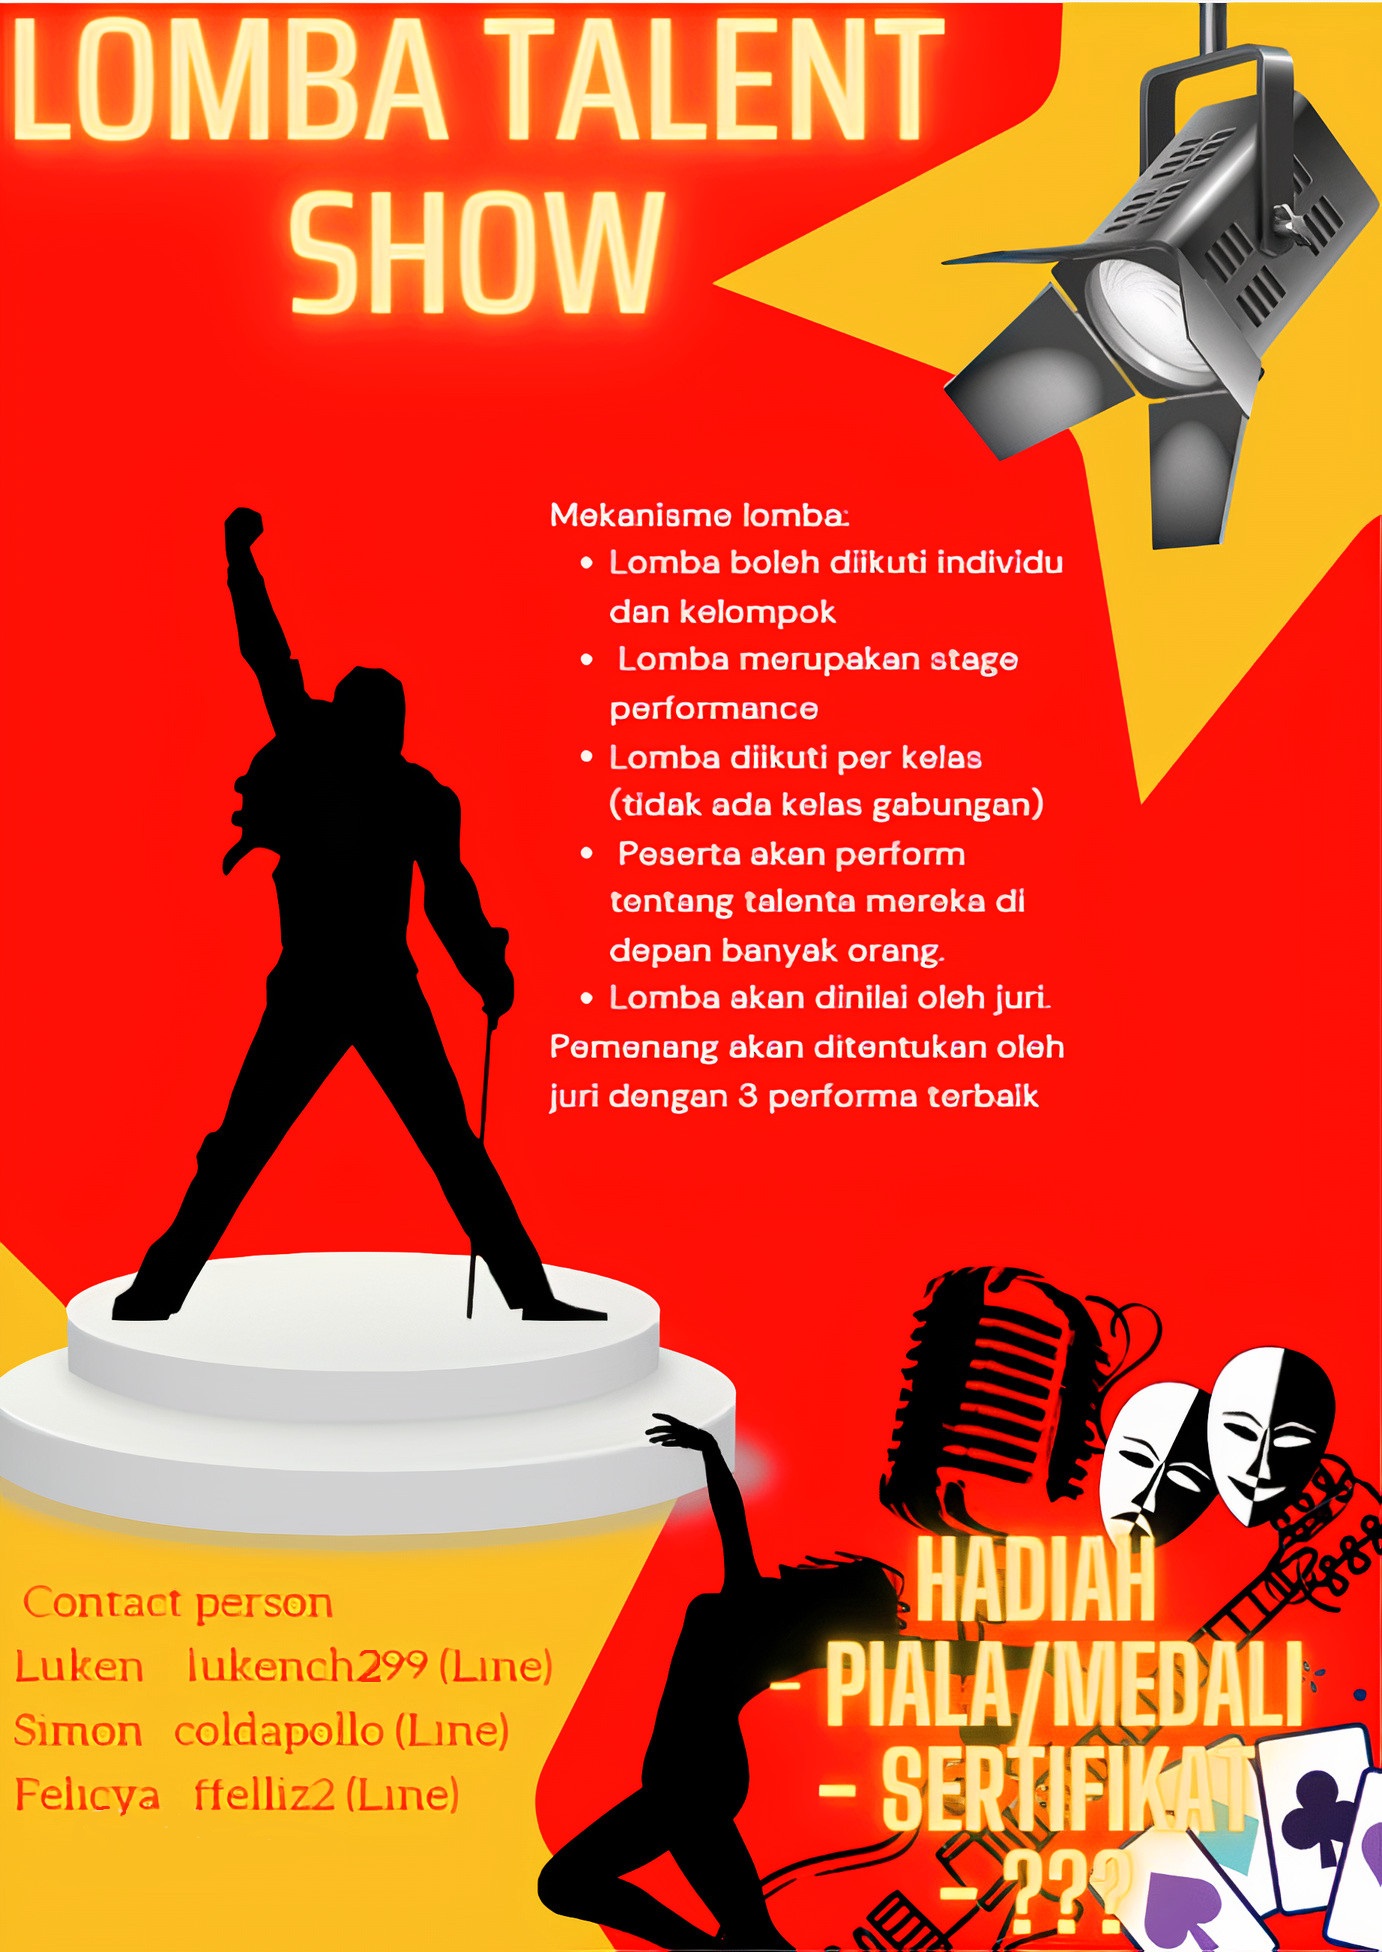 LOMBA TALENT
SHOW
Mekanisme lomba:
• Lomba boleh diikuti individu
dan kelompok
• Lomba merupakan stage
performance
• Lomba diikuti per kelas
(tidak ada kelas gabungan)
• Peserta akan perform
tentang talenta mereka di
depan banyak orang.
• Lomba akan dinilai oleh juri.
Pemenang akan ditentukan oleh
juri dengan 3 performa terbaik
Contact person
Luken lukench299 (Line)
Simon coldapollo (Line)
Felicya ffelliz2 (Line)
HADIAH
- PIALA/MEDALI
- SERTIFIKAT
- ???